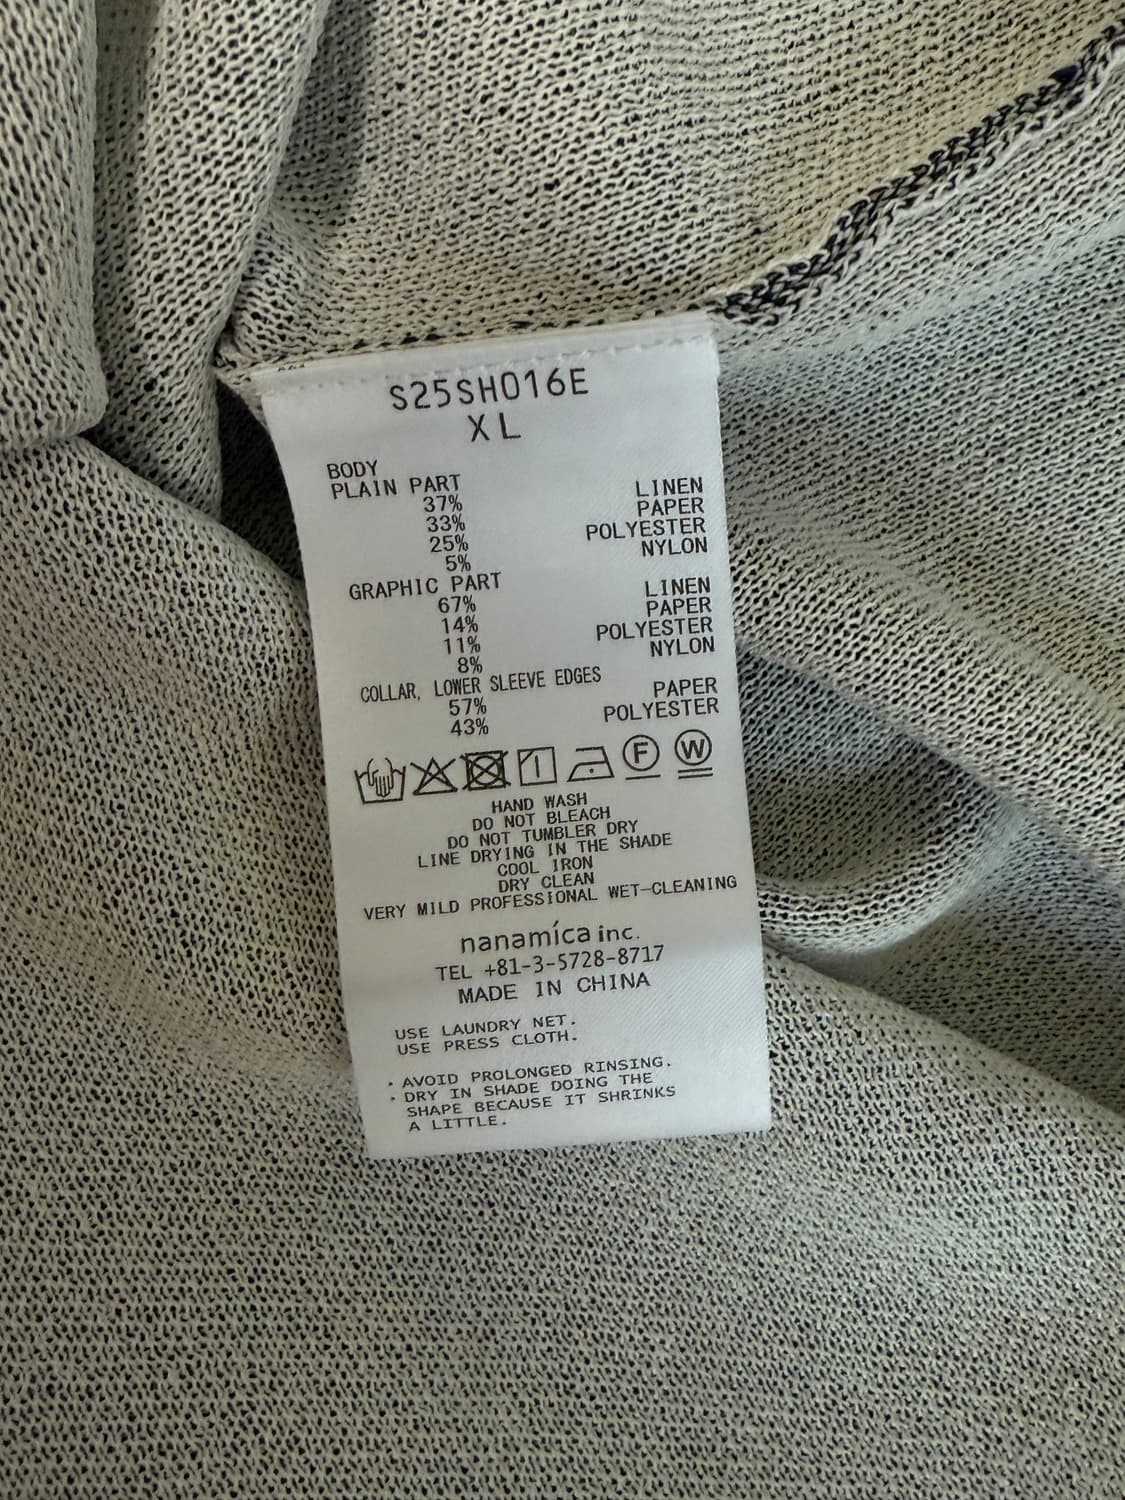 S25SH016E
XL
BODY
PLAIN PART
37% LINEN
33% PAPER
25% POLYESTER
5% NYLON
GRAPHIC PART
67% LINEN
14% PAPER
11% POLYESTER
8% NYLON
COLLAR, LOWER SLEEVE EDGES
57% PAPER
43% POLYESTER
F W
HAND WASH
DO NOT BLEACH
DO NOT TUMBLER DRY
LINE DRYING IN THE SHADE
COOL IRON
DRY CLEAN
VERY MILD PROFESSIONAL WET-CLEANING
nanamíca inc.
TEL +81-3-5728-8717
MADE IN CHINA
USE LAUNDRY NET.
USE PRESS CLOTH.
・AVOID PROLONGED RINSING.
・DRY IN SHADE DOING THE
SHAPE BECAUSE IT SHRINKS
A LITTLE.